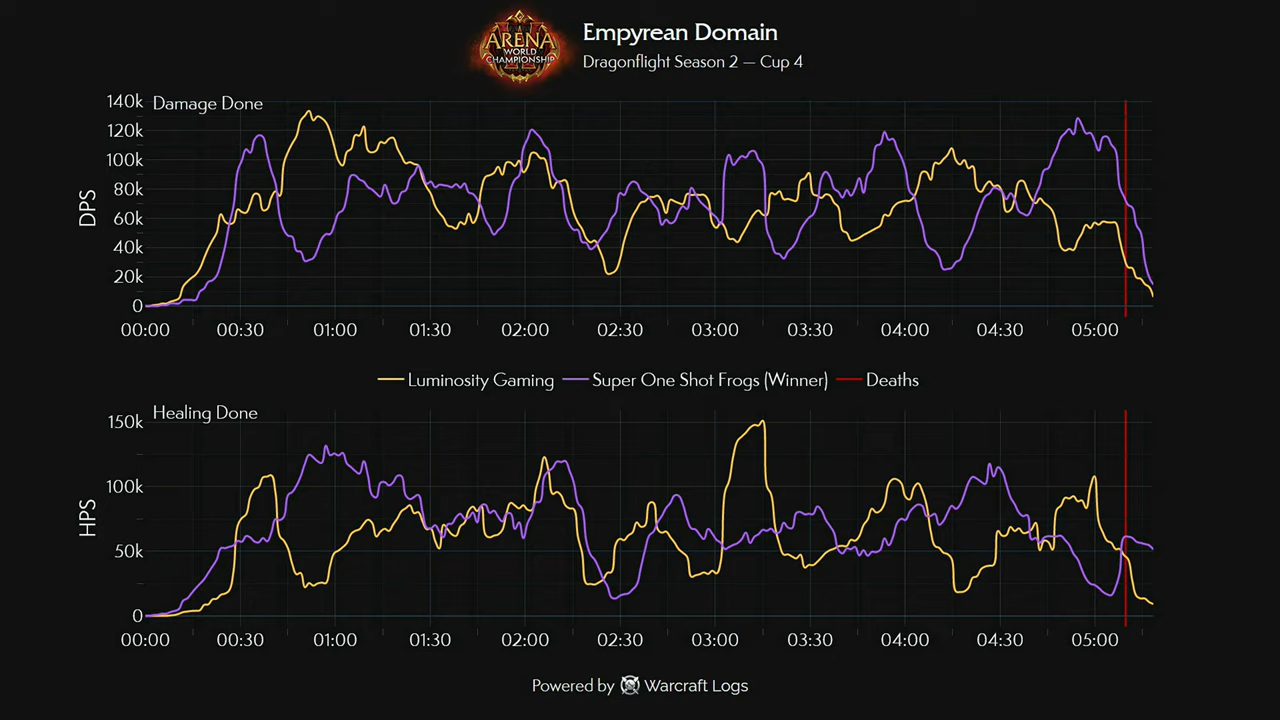 ARENA
WORLD
CHAMPIONSHIP
Empyrean Domain
Dragonflight Season 2 — Cup 4
Damage Done
DPS
140k
120k
100k
80k
60k
40k
20k
0
00:00 00:30 01:00 01:30 02:00 02:30 03:00 03:30 04:00 04:30 05:00
Luminosity Gaming Super One Shot Frogs (Winner) Deaths
Healing Done
HPS
150k
100k
50k
0
00:00 00:30 01:00 01:30 02:00 02:30 03:00 03:30 04:00 04:30 05:00
Powered by Warcraft Logs